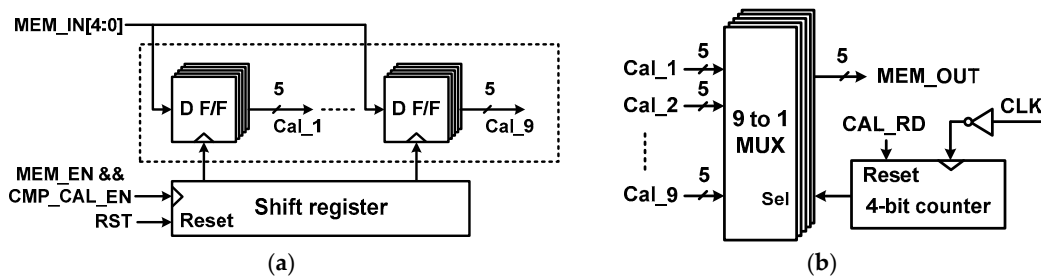 MEM_IN[4:0]
D F/F
5
Cal_1
D F/F
5
Cal_9
MEM_EN &&
CMP_CAL_EN
RST
Reset
Shift register
(a)
Cal_1
5
Cal_2
5
Cal_9
5
9 to 1
MUX
Sel
5
MEM_OUT
CLK
CAL_RD
Reset
4-bit counter
(b)